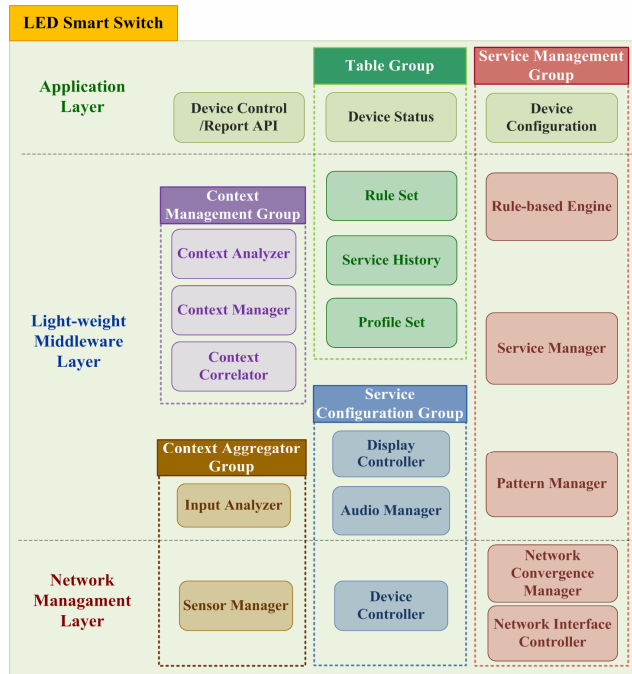 LED Smart Switch
Application
Layer
Table Group
Service Management
Group
Device Control
/Report API
Device Status
Device
Configuration
Light-weight
Middleware
Layer
Context
Management Group
Context Analyzer
Context Manager
Context
Correlator
Rule Set
Service History
Profile Set
Rule-based Engine
Service Manager
Pattern Manager
Service
Configuration Group
Display
Controller
Audio Manager
Context Aggregator
Group
Input Analyzer
Network
Managament
Layer
Sensor Manager
Device
Controller
Network
Convergence
Manager
Network Interface
Controller